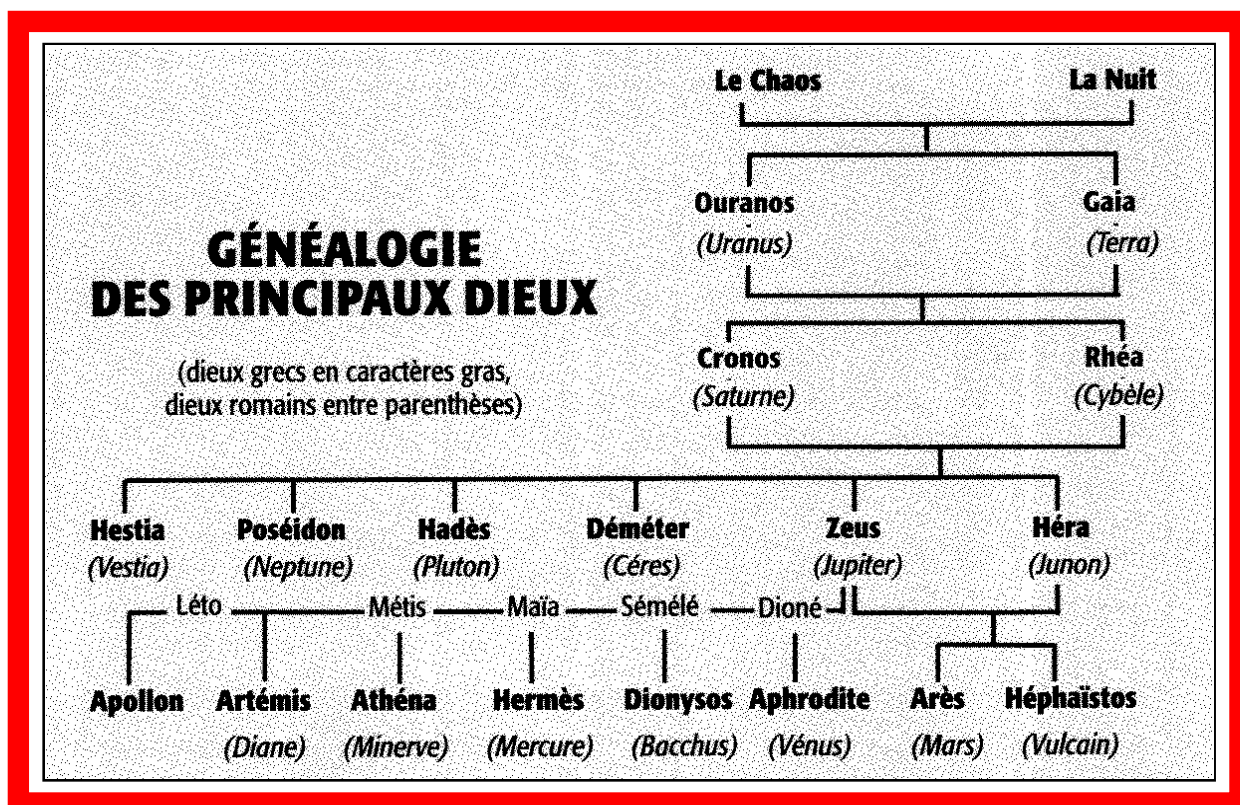 Le Chaos La Nuit
Ouranos Gaia
(Uranus) (Terra)
GÉNÉALOGIE
DES PRINCIPAUX DIEUX
(dieux grecs en caractères gras,
dieux romains entre parenthèses)
Cronos Rhéa
(Saturne) (Cybèle)
Hestia Poséidon Hadès Déméter Zeus Héra
(Vestia) (Neptune) (Pluton) (Céres) (Jupiter) (Junon)
Léto Métis Maïa Sémélé Dioné
Apollon Artémis Athéna Hermès Dionysos Aphrodite Arès Héphaïstos
(Diane) (Minerve) (Mercure) (Bacchus) (Vénus) (Mars) (Vulcain)